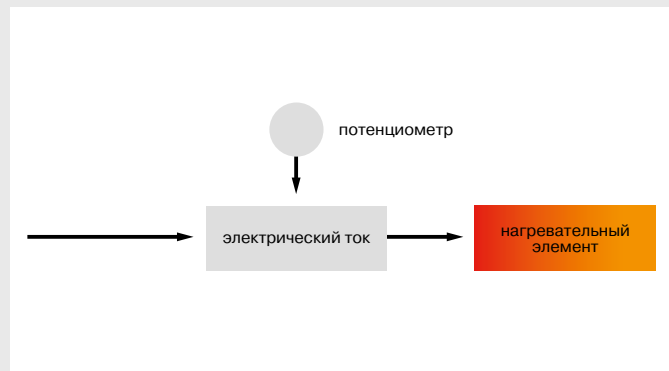 потенциометр
электрический ток
нагревательный
элемент